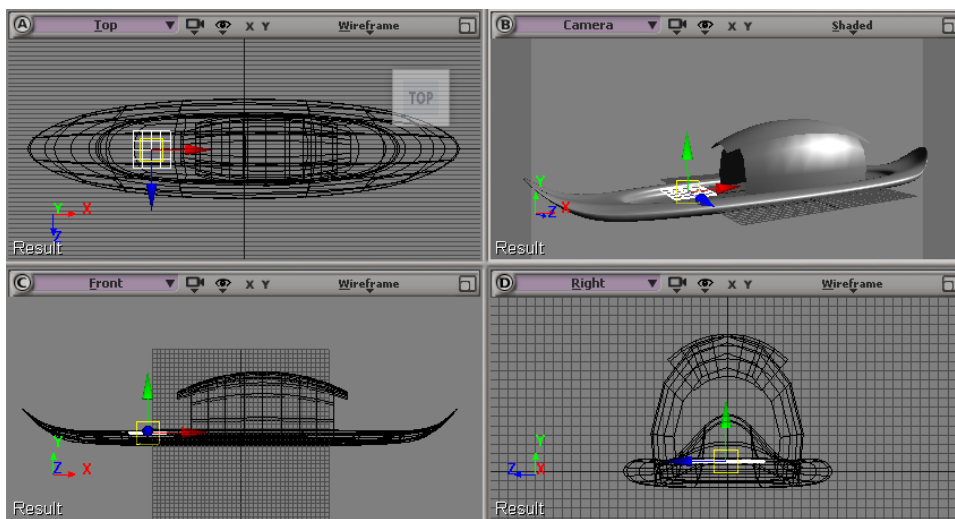 A Top X Y Wireframe
TOP
Y X
Z
Result
B Camera X Y Shaded
Y
Z X
Result
C Front X Y Wireframe
Y
Z X
Result
D Right X Y Wireframe
Y
Z X
Result